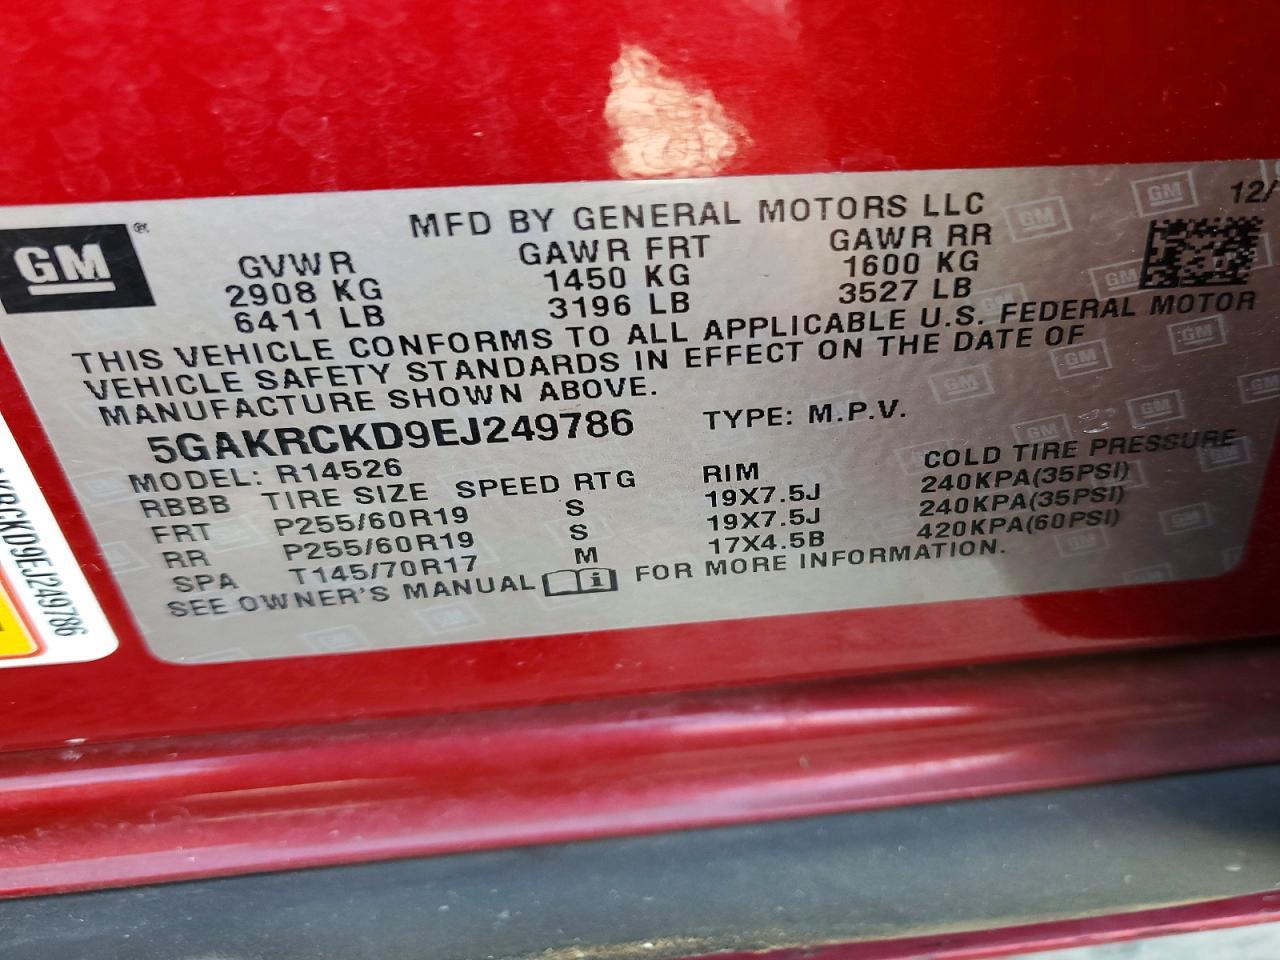 GM
MFD BY GENERAL MOTORS LLC
12/
GVWR GAWR FRT GAWR RR
2908 KG 1450 KG 1600 KG
6411 LB 3196 LB 3527 LB
THIS VEHICLE CONFORMS TO ALL APPLICABLE U.S. FEDERAL MOTOR
VEHICLE SAFETY STANDARDS IN EFFECT ON THE DATE OF
MANUFACTURE SHOWN ABOVE.
5GAKRCKD9EJ249786 TYPE: M.P.V.
MODEL: R14526
RBBB TIRE SIZE SPEED RTG RIM COLD TIRE PRESSURE
FRT P255/60R19 S 19X7.5J 240KPA(35PSI)
RR P255/60R19 S 19X7.5J 240KPA(35PSI)
SPA T145/70R17 M 17X4.5B 420KPA(60PSI)
SEE OWNER'S MANUAL FOR MORE INFORMATION.
RCKD9EJ249786